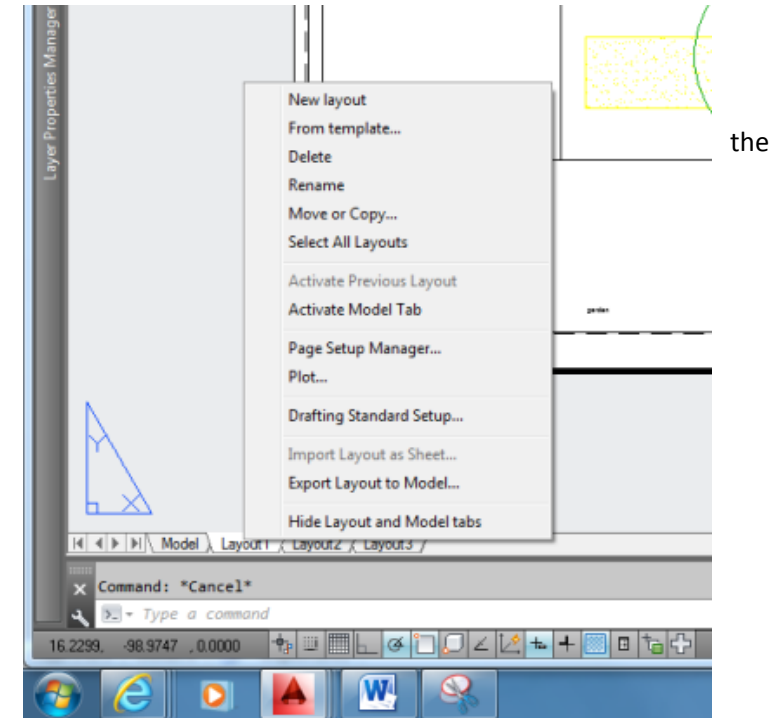 Layer Properties Manager
the
New layout
From template...
Delete
Rename
Move or Copy...
Select All Layouts
Activate Previous Layout
Activate Model Tab
garden
Page Setup Manager...
Plot...
Drafting Standard Setup...
Import Layout as Sheet...
Export Layout to Model...
Hide Layout and Model tabs
Y
X
Model Layout1 Layout2 Layout3
Command: *Cancel*
Type a command
16.2299, -98.9747 , 0.0000
W